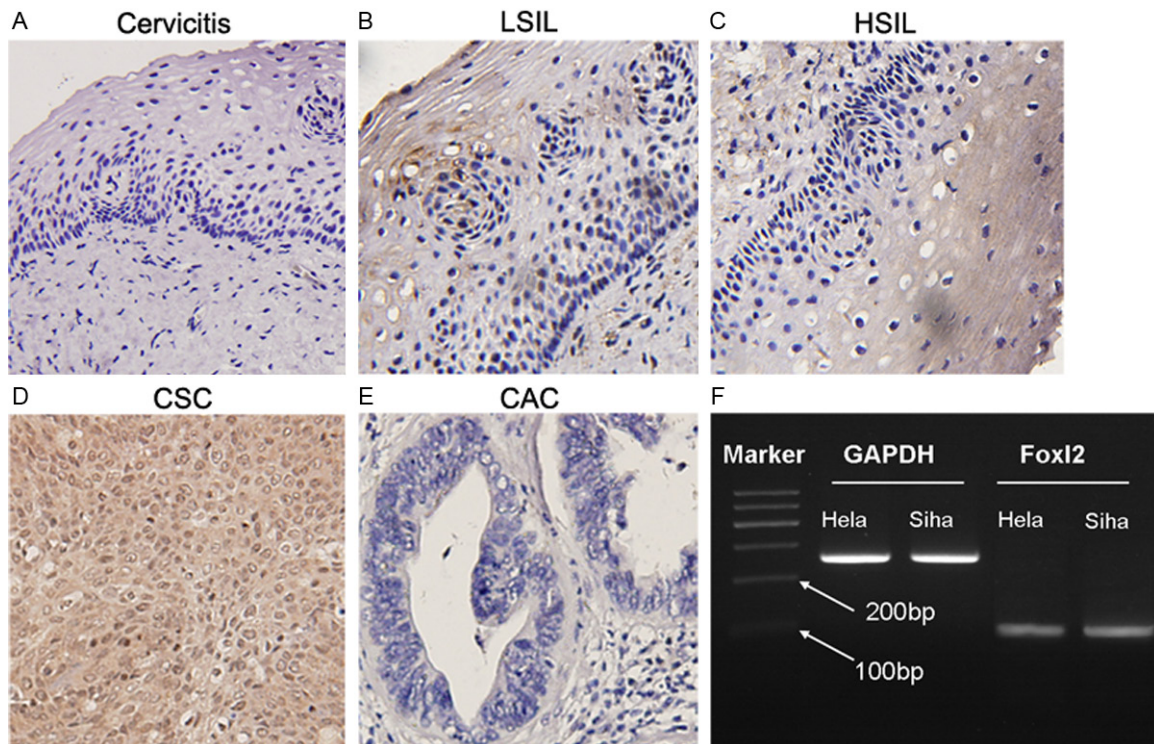 A
Cervicitis
B
LSIL
C
HSIL
D
CSC
E
CAC
F
Marker
GAPDH
Foxl2
Hela
Siha
Hela
Siha
200bp
100bp